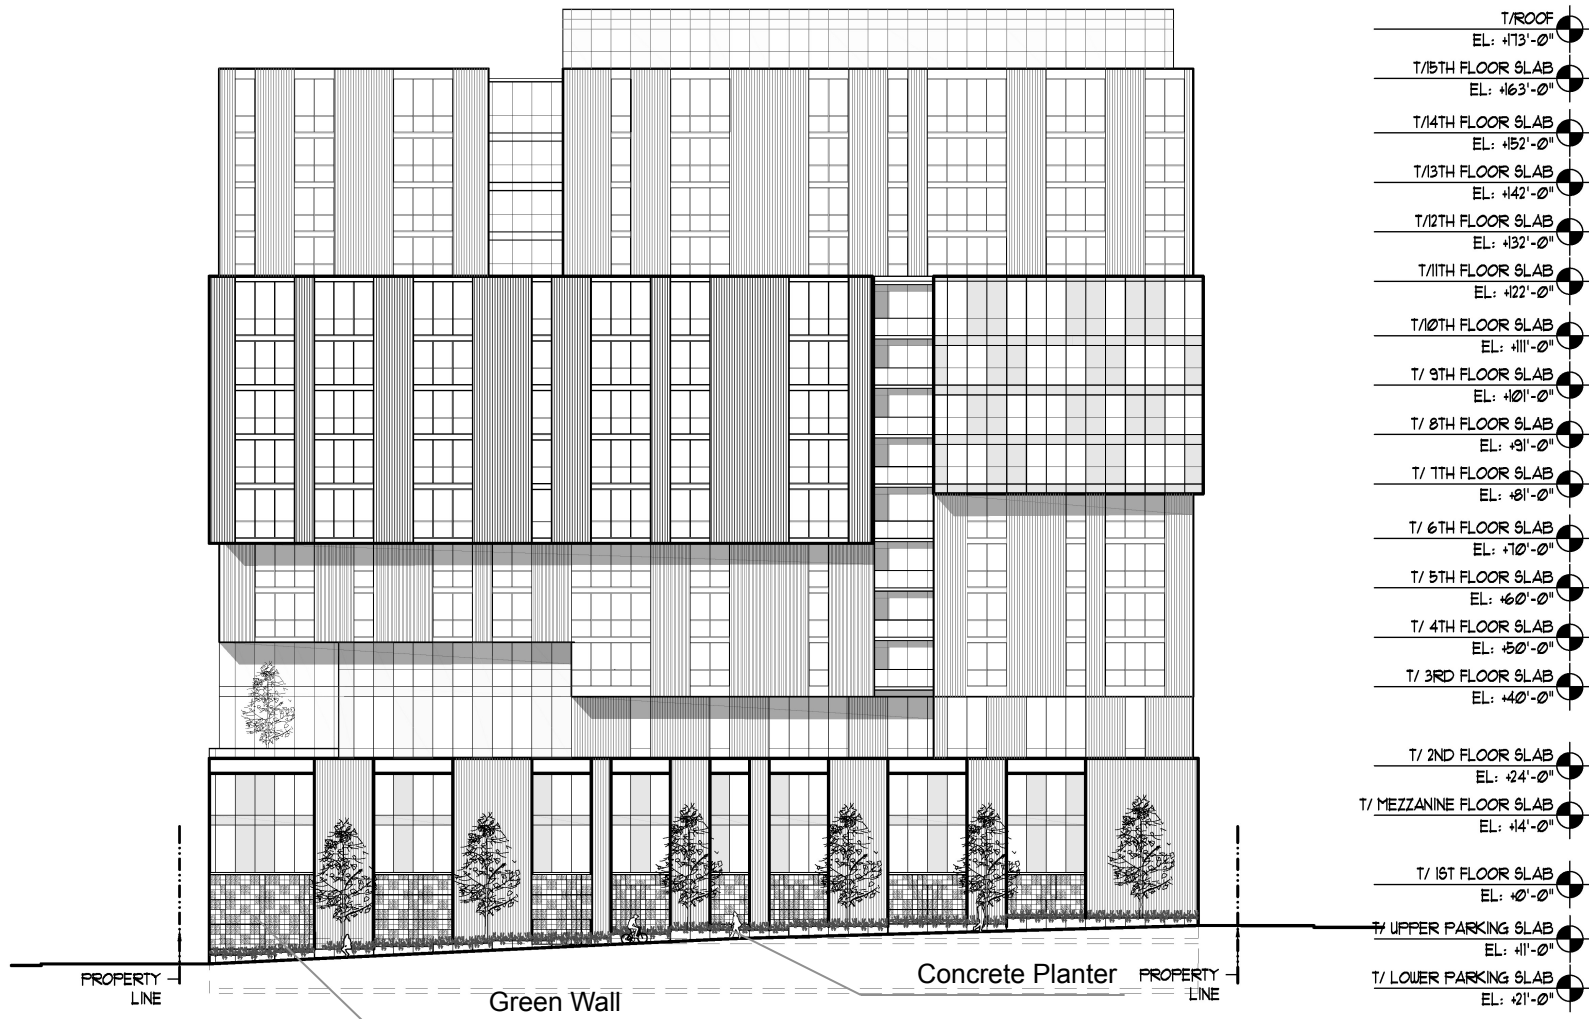 T/ROOF
EL: +173'-0"
T/15TH FLOOR SLAB
EL: +163'-0"
T/14TH FLOOR SLAB
EL: +152'-0"
T/13TH FLOOR SLAB
EL: +142'-0"
T/12TH FLOOR SLAB
EL: +132'-0"
T/11TH FLOOR SLAB
EL: +122'-0"
T/10TH FLOOR SLAB
EL: +111'-0"
T/ 9TH FLOOR SLAB
EL: +101'-0"
T/ 8TH FLOOR SLAB
EL: +91'-0"
T/ 7TH FLOOR SLAB
EL: +81'-0"
T/ 6TH FLOOR SLAB
EL: +70'-0"
T/ 5TH FLOOR SLAB
EL: +60'-0"
T/ 4TH FLOOR SLAB
EL: +50'-0"
T/ 3RD FLOOR SLAB
EL: +40'-0"
T/ 2ND FLOOR SLAB
EL: +24'-0"
T/ MEZZANINE FLOOR SLAB
EL: +14'-0"
T/ 1ST FLOOR SLAB
EL: +0'-0"
T/ UPPER PARKING SLAB
EL: +11'-0"
T/ LOWER PARKING SLAB
EL: +21'-0"
PROPERTY
LINE
Green Wall
Concrete Planter
PROPERTY
LINE